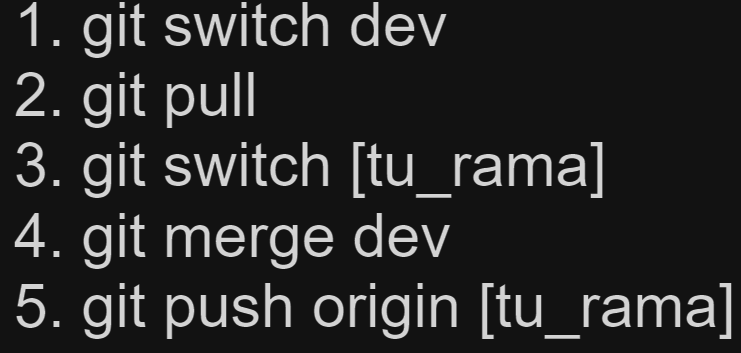 1. git switch dev
2. git pull
3. git switch [tu_rama]
4. git merge dev
5. git push origin [tu_rama]